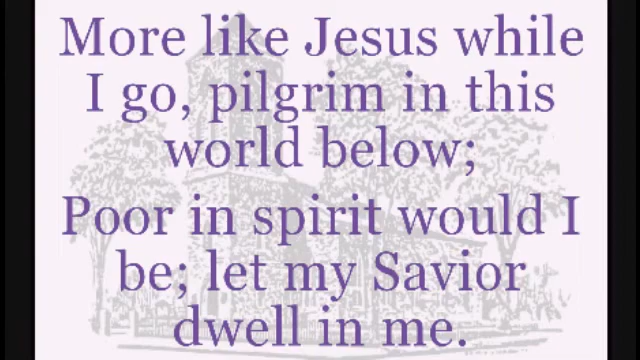 More like Jesus while
I go, pilgrim in this
world below;
Poor in spirit would I
be; let my Savior
dwell in me.